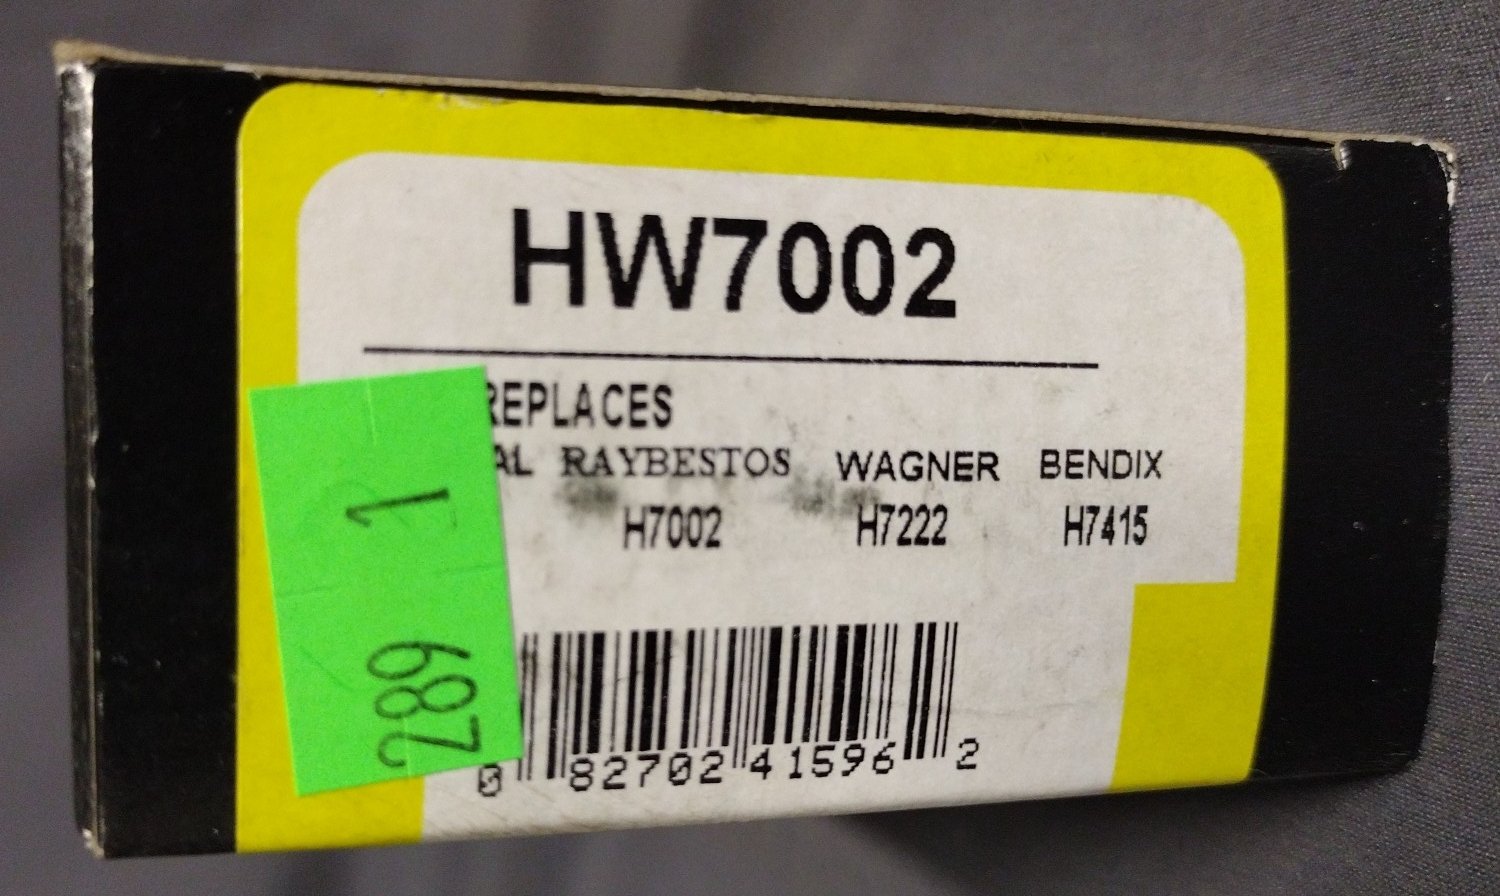 HW7002
REPLACES
AL RAYBESTOS WAGNER BENDIX
H7002 H7222 H7415
289 1
0 82702 41596 2